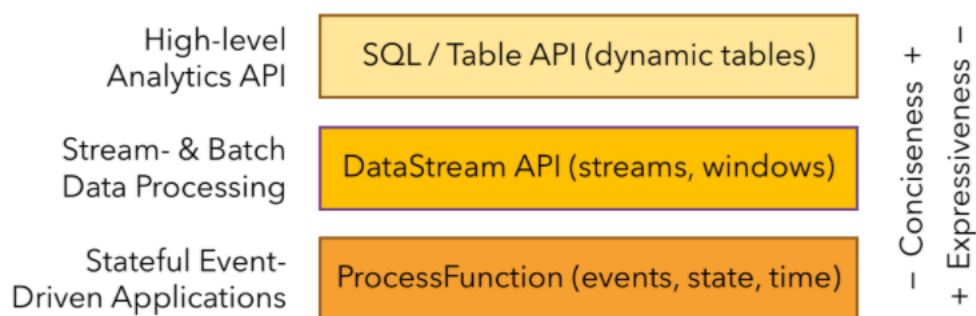 High-level
Analytics API
SQL / Table API (dynamic tables)
Stream- & Batch
Data Processing
DataStream API (streams, windows)
Stateful Event-
Driven Applications
ProcessFunction (events, state, time)
– Conciseness +
+ Expressiveness –